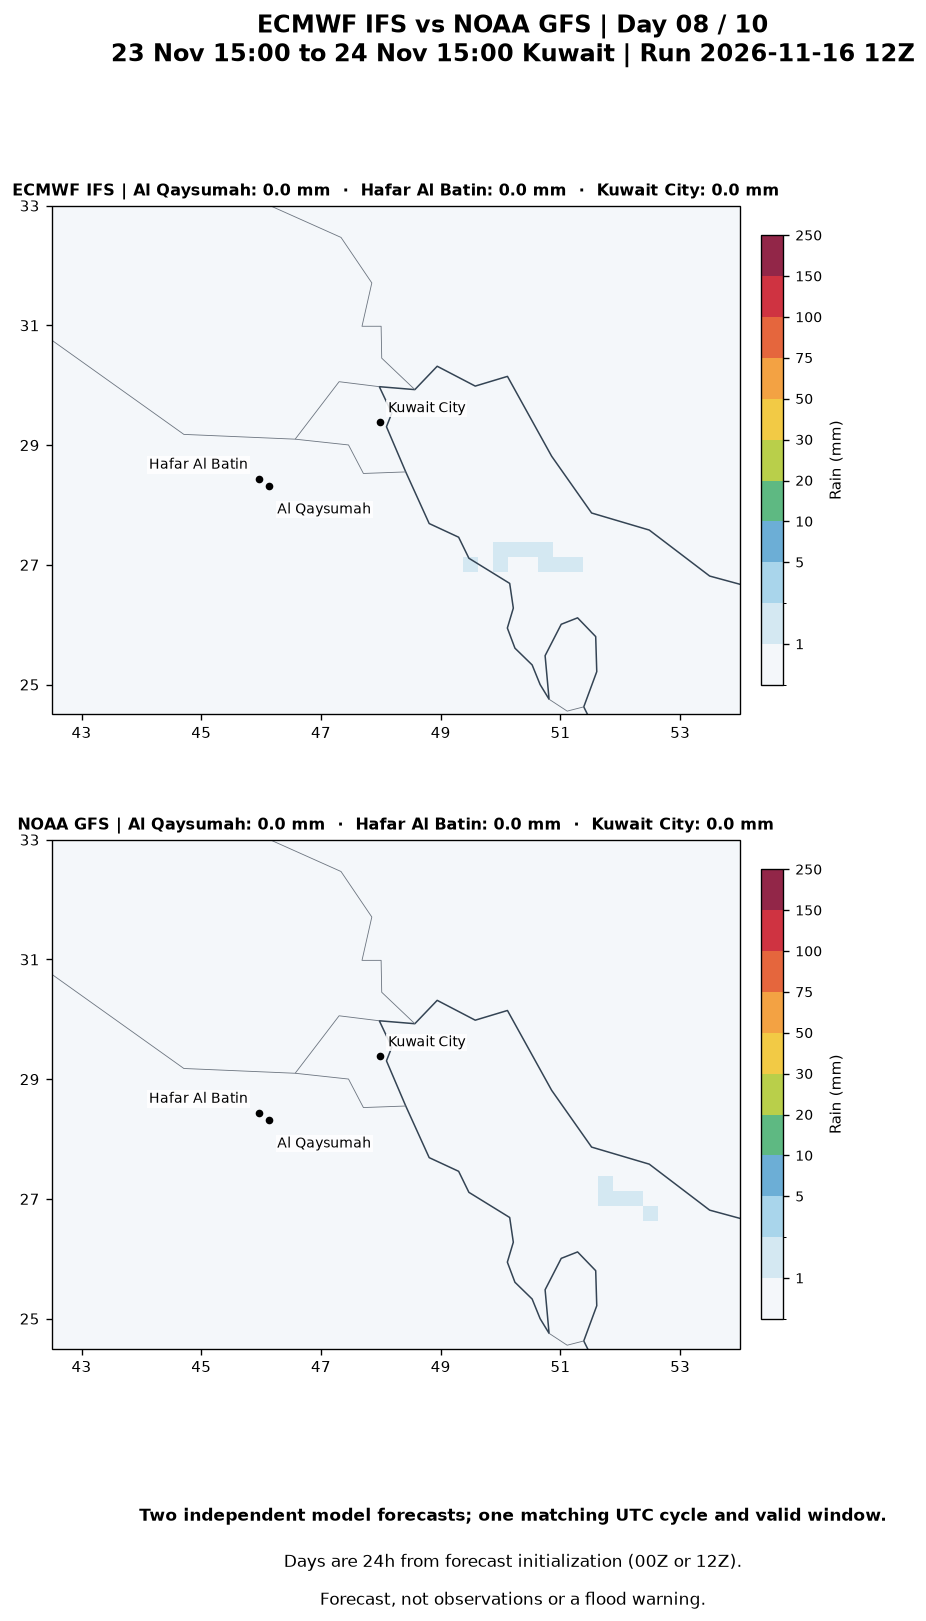 ECMWF IFS vs NOAA GFS | Day 08 / 10
23 Nov 15:00 to 24 Nov 15:00 Kuwait | Run 2026-11-16 12Z
ECMWF IFS | Al Qaysumah: 0.0 mm · Hafar Al Batin: 0.0 mm · Kuwait City: 0.0 mm
33
31
29
27
25
43 45 47 49 51 53
Kuwait City
Hafar Al Batin
Al Qaysumah
250
150
100
75
50
30
20
10
5
1
Rain (mm)
NOAA GFS | Al Qaysumah: 0.0 mm · Hafar Al Batin: 0.0 mm · Kuwait City: 0.0 mm
33
31
29
27
25
43 45 47 49 51 53
Kuwait City
Hafar Al Batin
Al Qaysumah
250
150
100
75
50
30
20
10
5
1
Rain (mm)
Two independent model forecasts; one matching UTC cycle and valid window.
Days are 24h from forecast initialization (00Z or 12Z).
Forecast, not observations or a flood warning.